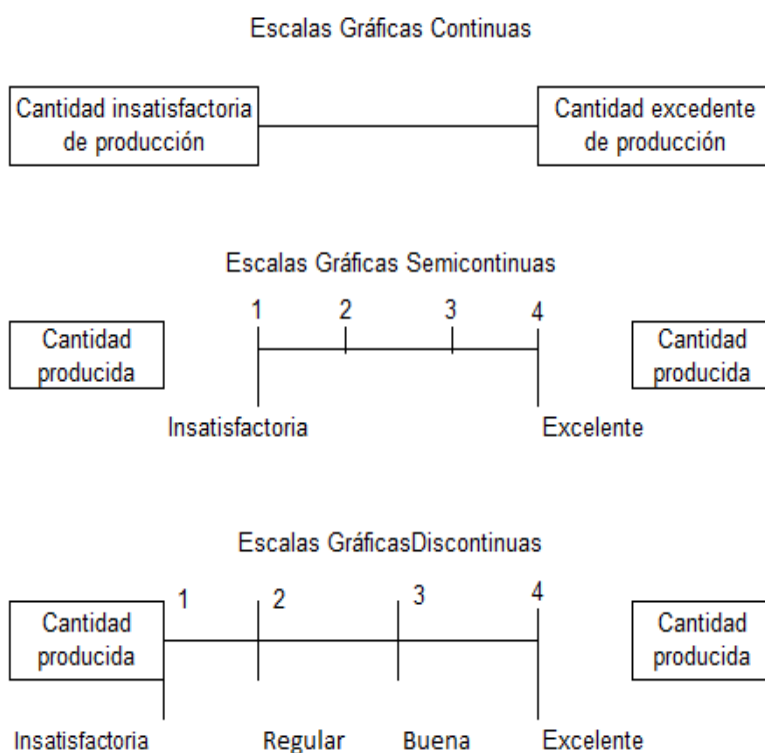 Escalas Gráficas Continuas
Cantidad insatisfactoria
de producción
Cantidad excedente
de producción
Escalas Gráficas Semicontinuas
1 2 3 4
Cantidad
producida
Cantidad
producida
Insatisfactoria Excelente
Escalas GráficasDiscontinuas
1 2 3 4
Cantidad
producida
Cantidad
producida
Insatisfactoria Regular Buena Excelente